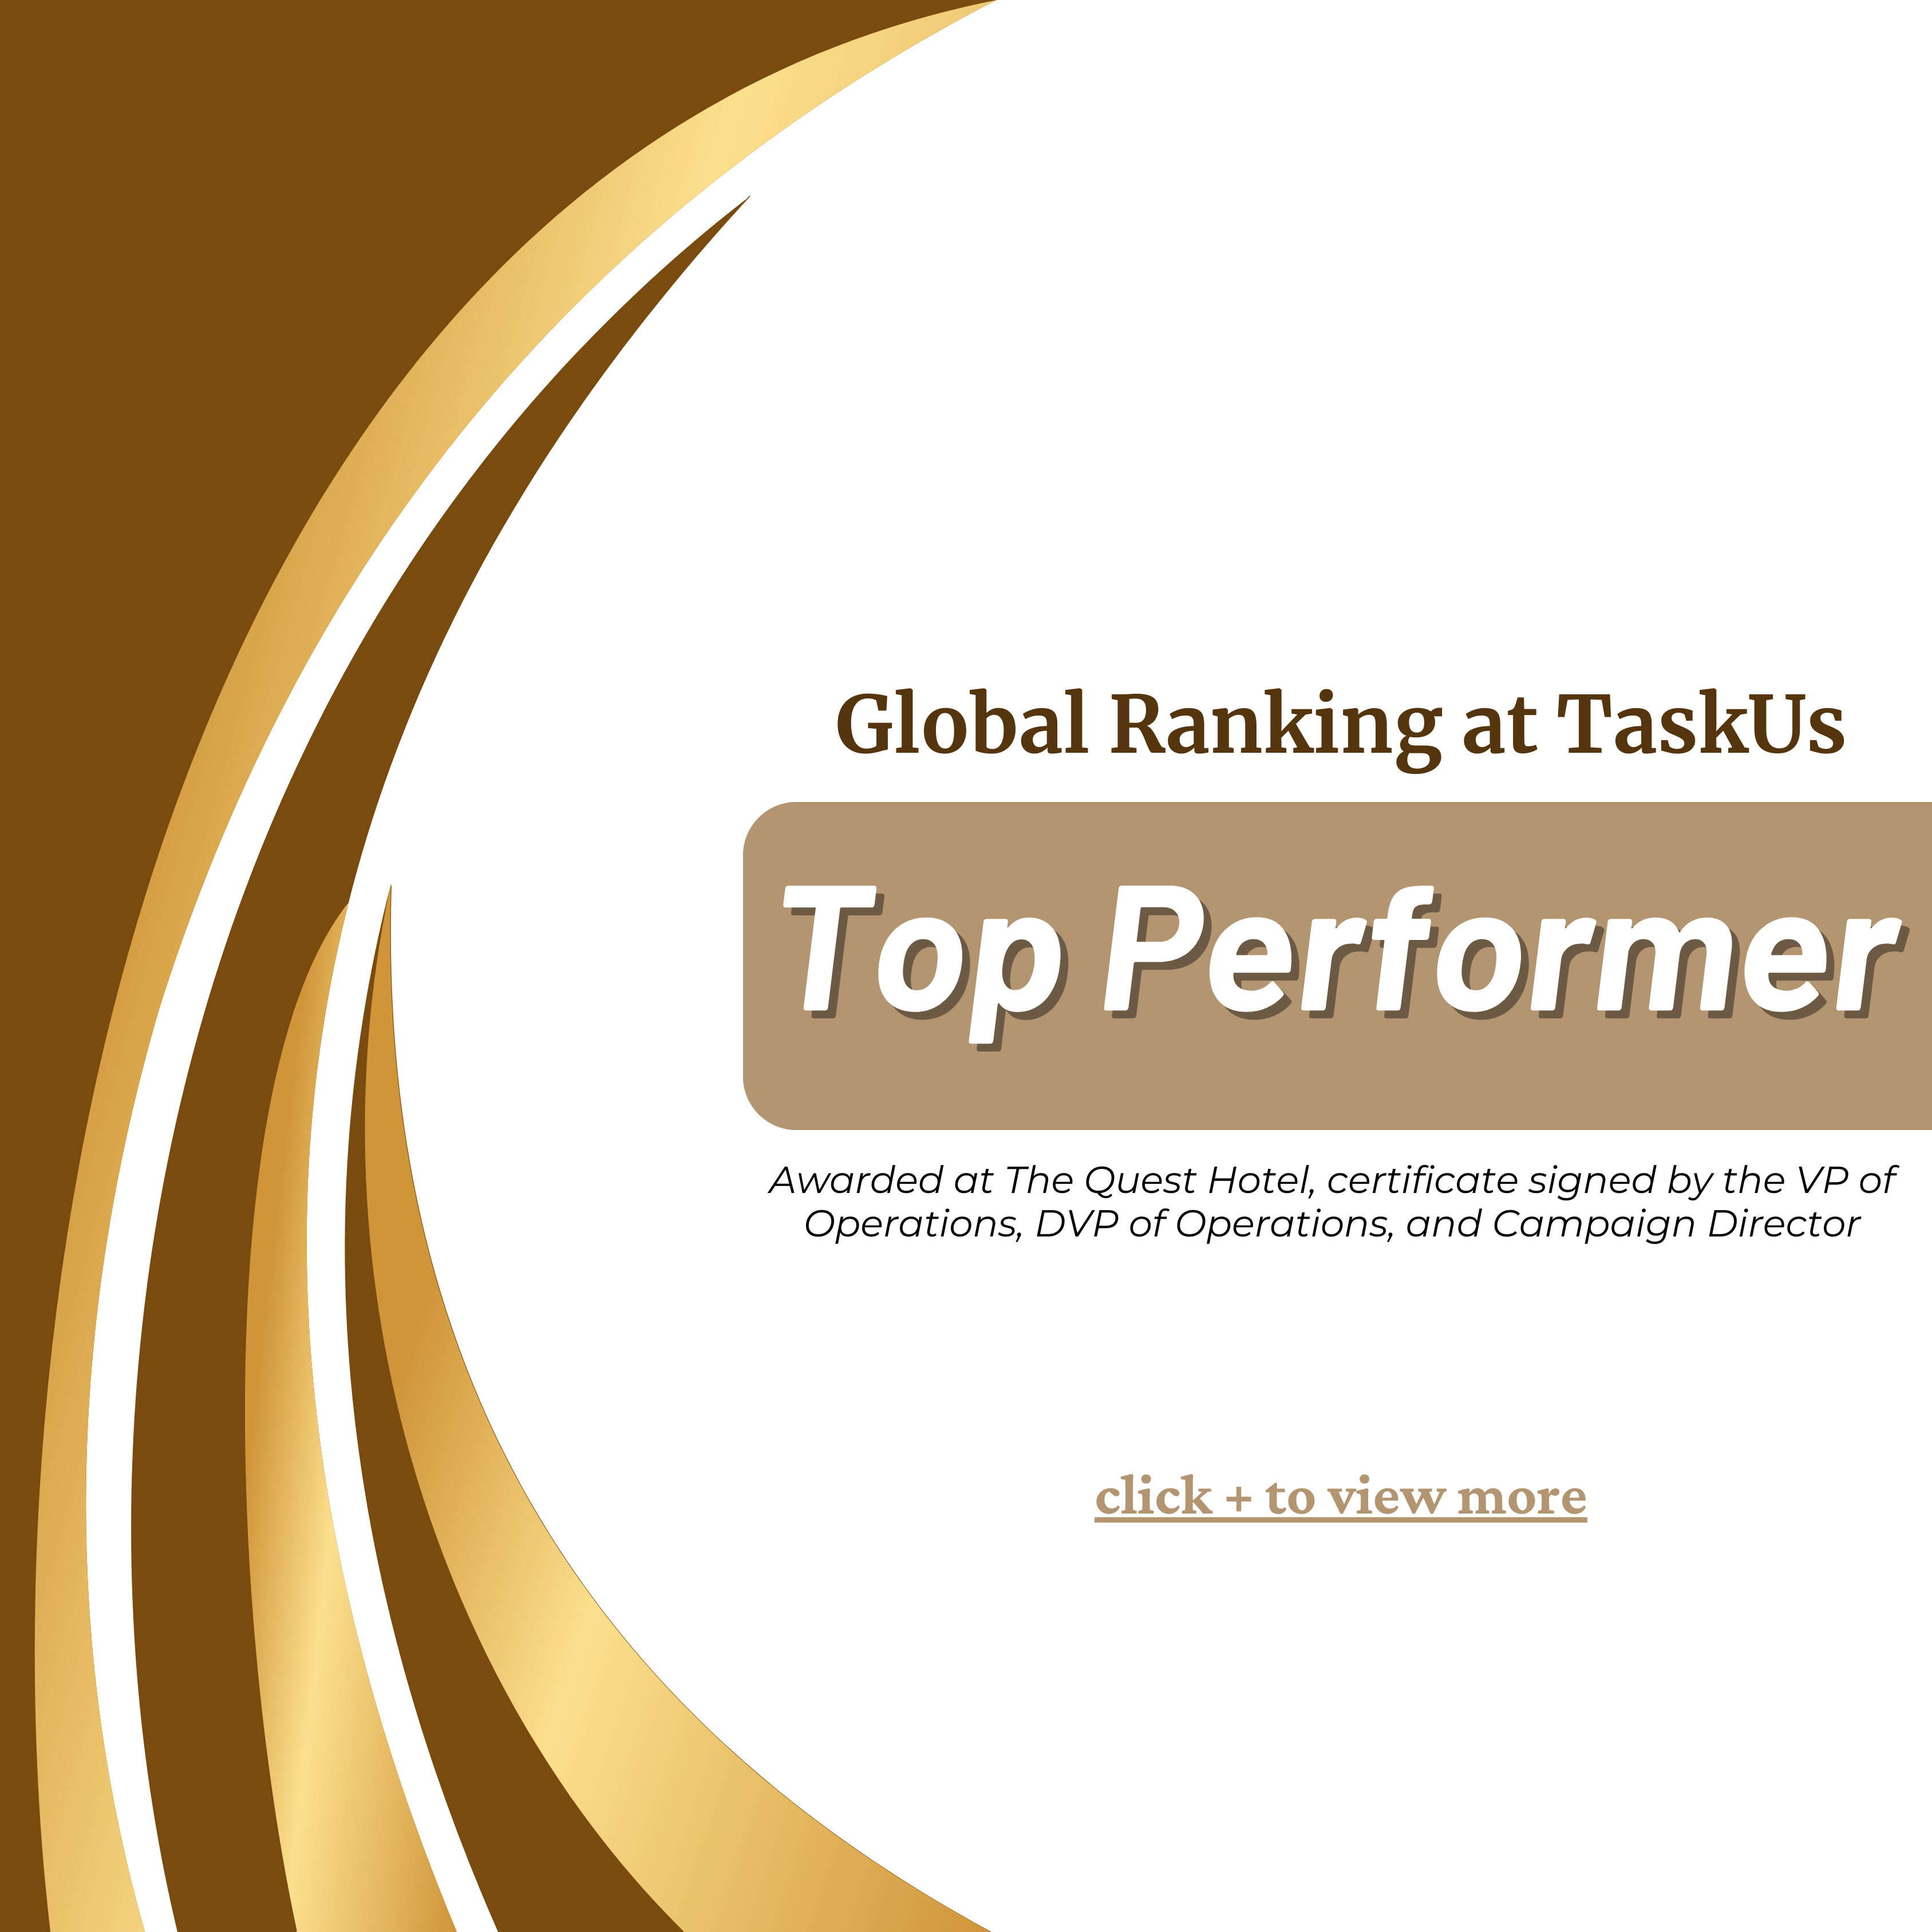 Global Ranking at TaskUs
Top Performer
Awarded at The Quest Hotel, certificate signed by the VP of
Operations, DVP of Operations, and Campaign Director
click + to view more